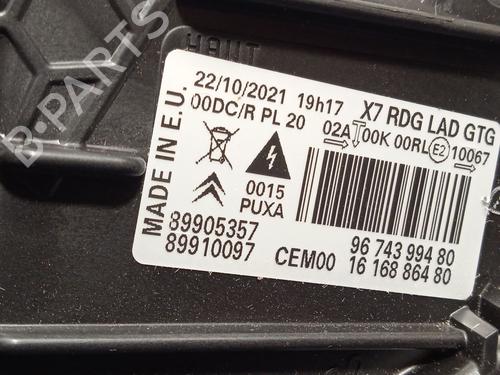 HAUT
B-PARTS
22/10/2021 19h17 X7 RDG LAD GTG
00DC/R PL 20 02A 00K 00RL E2 10067
MADE IN E.U.
0015
PUXA
89905357
89910097
CEM00
96 743 994 80
16 168 864 80